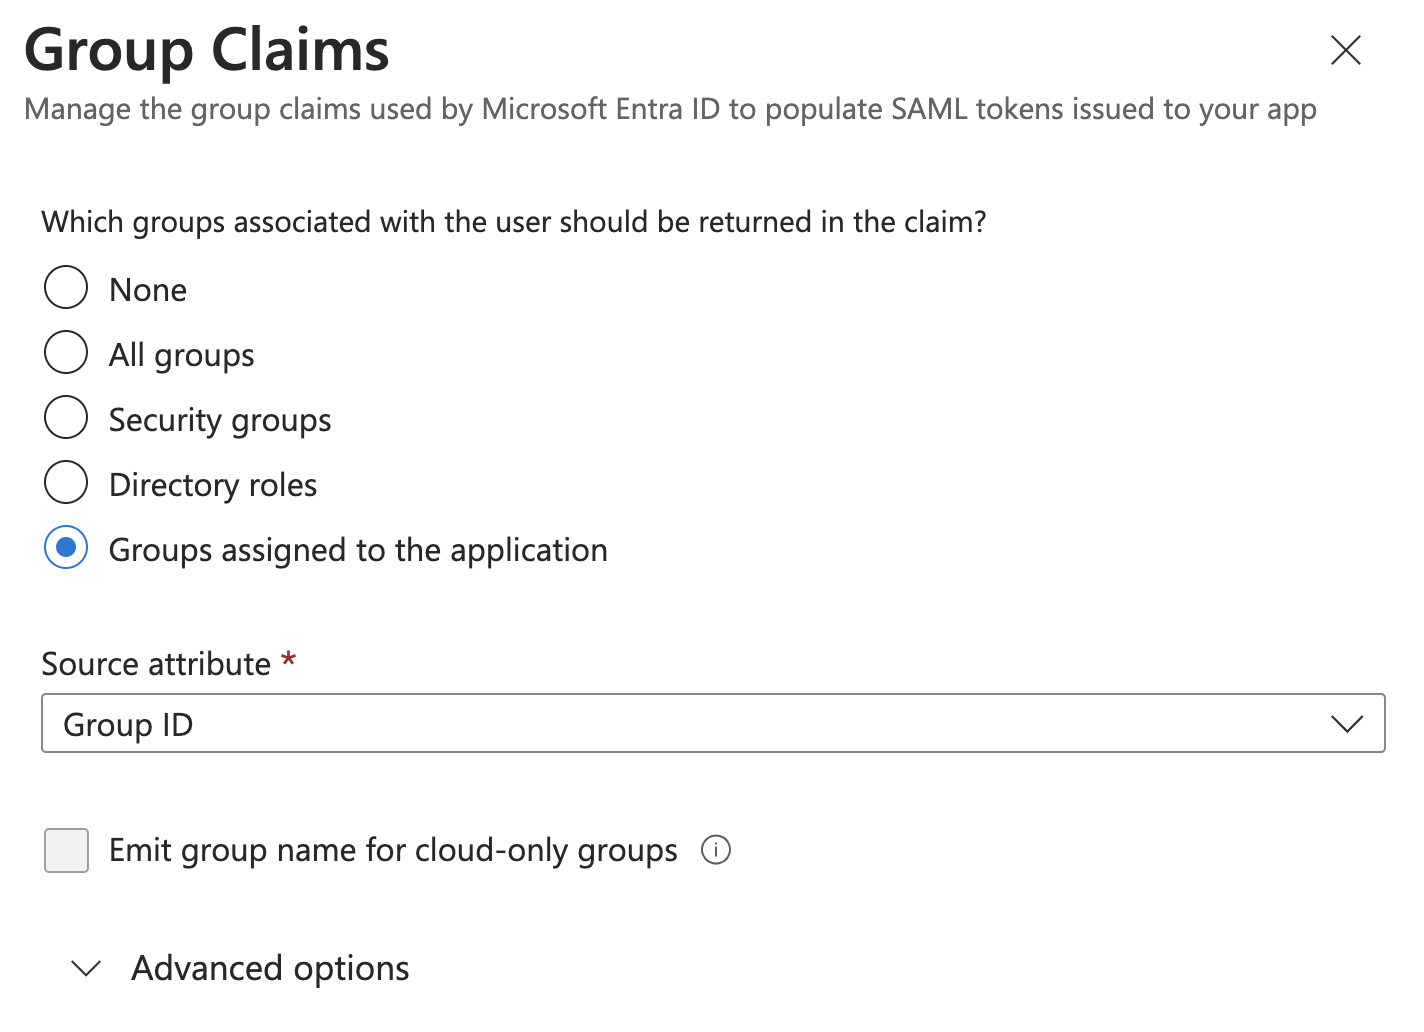 Group Claims
Manage the group claims used by Microsoft Entra ID to populate SAML tokens issued to your app
Which groups associated with the user should be returned in the claim?
None
All groups
Security groups
Directory roles
Groups assigned to the application
Source attribute *
Group ID
Emit group name for cloud-only groups
Advanced options